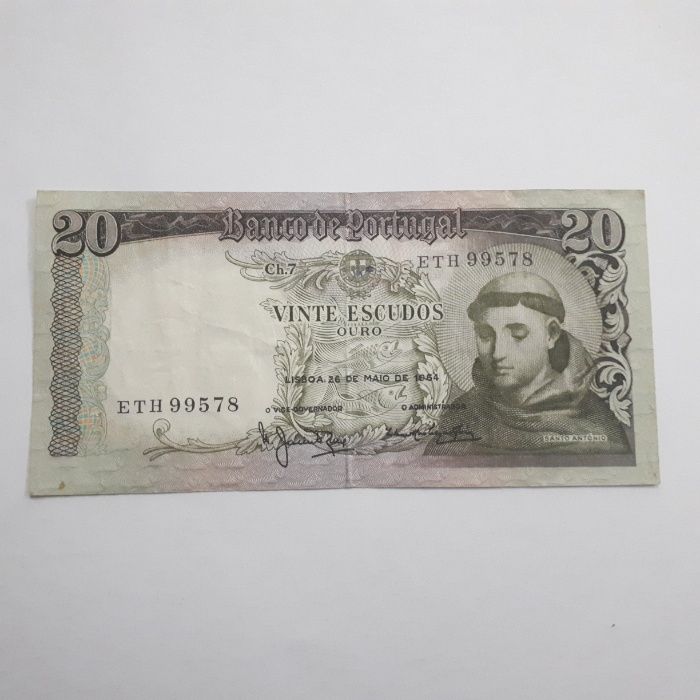 20 Banco de Portugal 20
Ch.7 ETH 99578
VINTE ESCUDOS
OURO
LISBOA, 26 DE MAIO DE 1964
ETH 99578
O VICE-GOVERNADOR O ADMINISTRADOR
SANTO ANTÓNIO